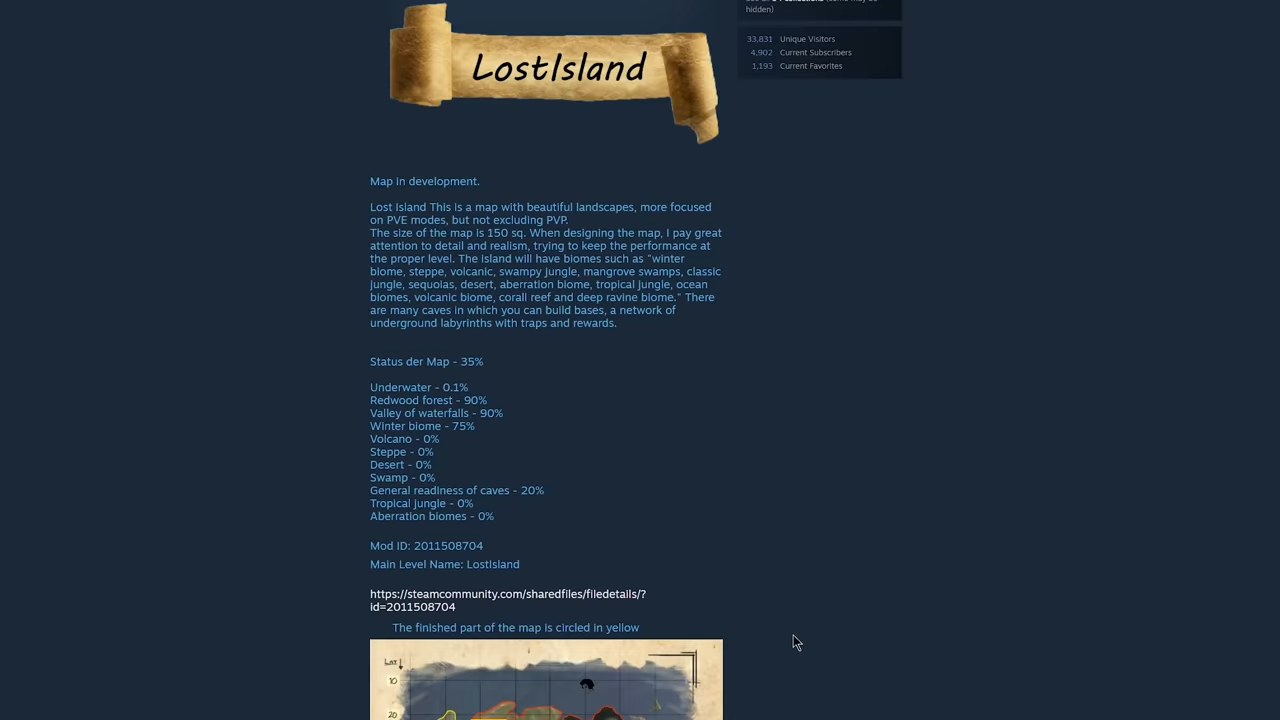 hidden)
33,831 Unique Visitors
4,902 Current Subscribers
1,193 Current Favorites
LostIsland
Map in development.
Lost Island This is a map with beautiful landscapes, more focused
on PVE modes, but not excluding PVP.
The size of the map is 150 sq. When designing the map, I pay great
attention to detail and realism, trying to keep the performance at
the proper level. The island will have biomes such as "winter
biome, steppe, volcanic, swampy jungle, mangrove swamps, classic
jungle, sequoias, desert, aberration biome, tropical jungle, ocean
biomes, volcanic biome, corall reef and deep ravine biome." There
are many caves in which you can build bases, a network of
underground labyrinths with traps and rewards.
Status der Map - 35%
Underwater - 0.1%
Redwood forest - 90%
Valley of waterfalls - 90%
Winter biome - 75%
Volcano - 0%
Steppe - 0%
Desert - 0%
Swamp - 0%
General readiness of caves - 20%
Tropical jungle - 0%
Aberration biomes - 0%
Mod ID: 2011508704
Main Level Name: LostIsland
https://steamcommunity.com/sharedfiles/filedetails/?
id=2011508704
The finished part of the map is circled in yellow
Lat
10
20